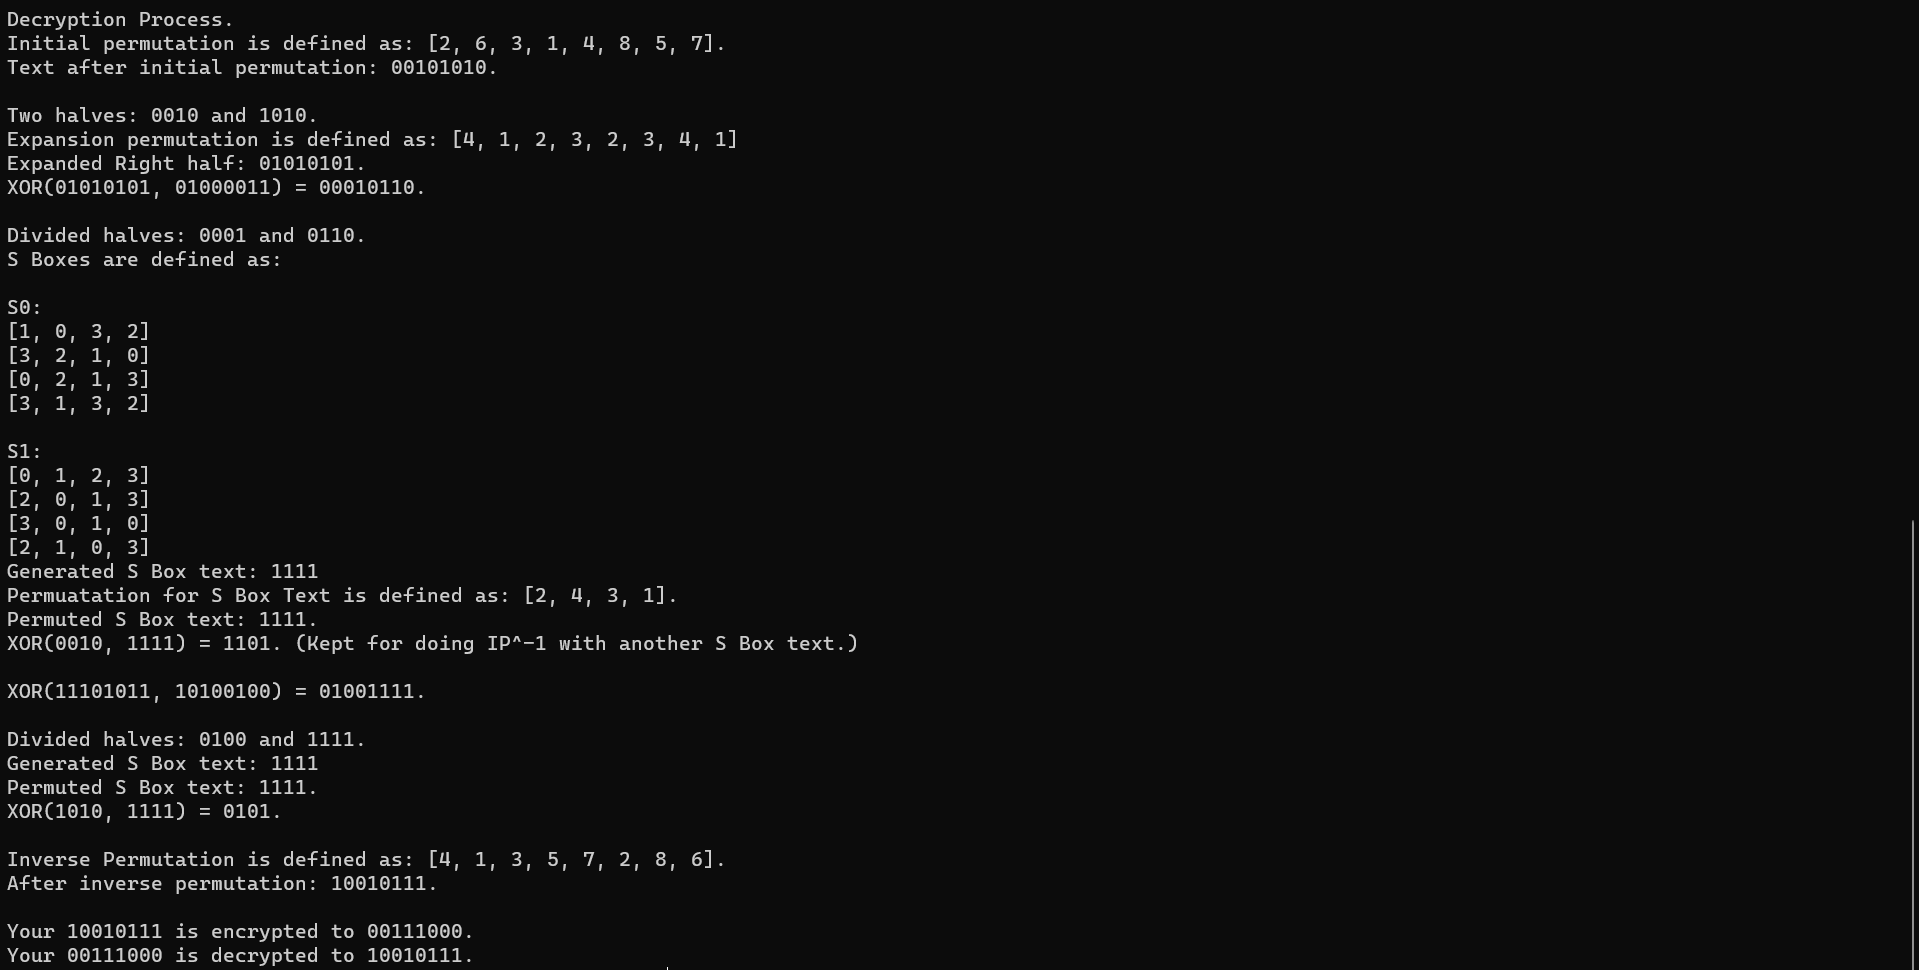 Decryption Process.
Initial permutation is defined as: [2, 6, 3, 1, 4, 8, 5, 7].
Text after initial permutation: 00101010.
Two halves: 0010 and 1010.
Expansion permutation is defined as: [4, 1, 2, 3, 2, 3, 4, 1]
Expanded Right half: 01010101.
XOR(01010101, 01000011) = 00010110.
Divided halves: 0001 and 0110.
S Boxes are defined as:
S0:
[1, 0, 3, 2]
[3, 2, 1, 0]
[0, 2, 1, 3]
[3, 1, 3, 2]
S1:
[0, 1, 2, 3]
[2, 0, 1, 3]
[3, 0, 1, 0]
[2, 1, 0, 3]
Generated S Box text: 1111
Permuatation for S Box Text is defined as: [2, 4, 3, 1].
Permuted S Box text: 1111.
XOR(0010, 1111) = 1101. (Kept for doing IP^-1 with another S Box text.)
XOR(11101011, 10100100) = 01001111.
Divided halves: 0100 and 1111.
Generated S Box text: 1111
Permuted S Box text: 1111.
XOR(1010, 1111) = 0101.
Inverse Permutation is defined as: [4, 1, 3, 5, 7, 2, 8, 6].
After inverse permutation: 10010111.
Your 10010111 is encrypted to 00111000.
Your 00111000 is decrypted to 10010111.